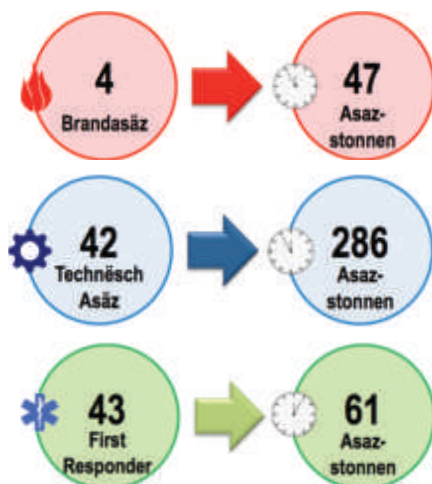 4
Brandasäz
47
Asaz-
stonnen
42
Technësch
Asäz
286
Asaz-
stonnen
43
First
Responder
61
Asaz-
stonnen